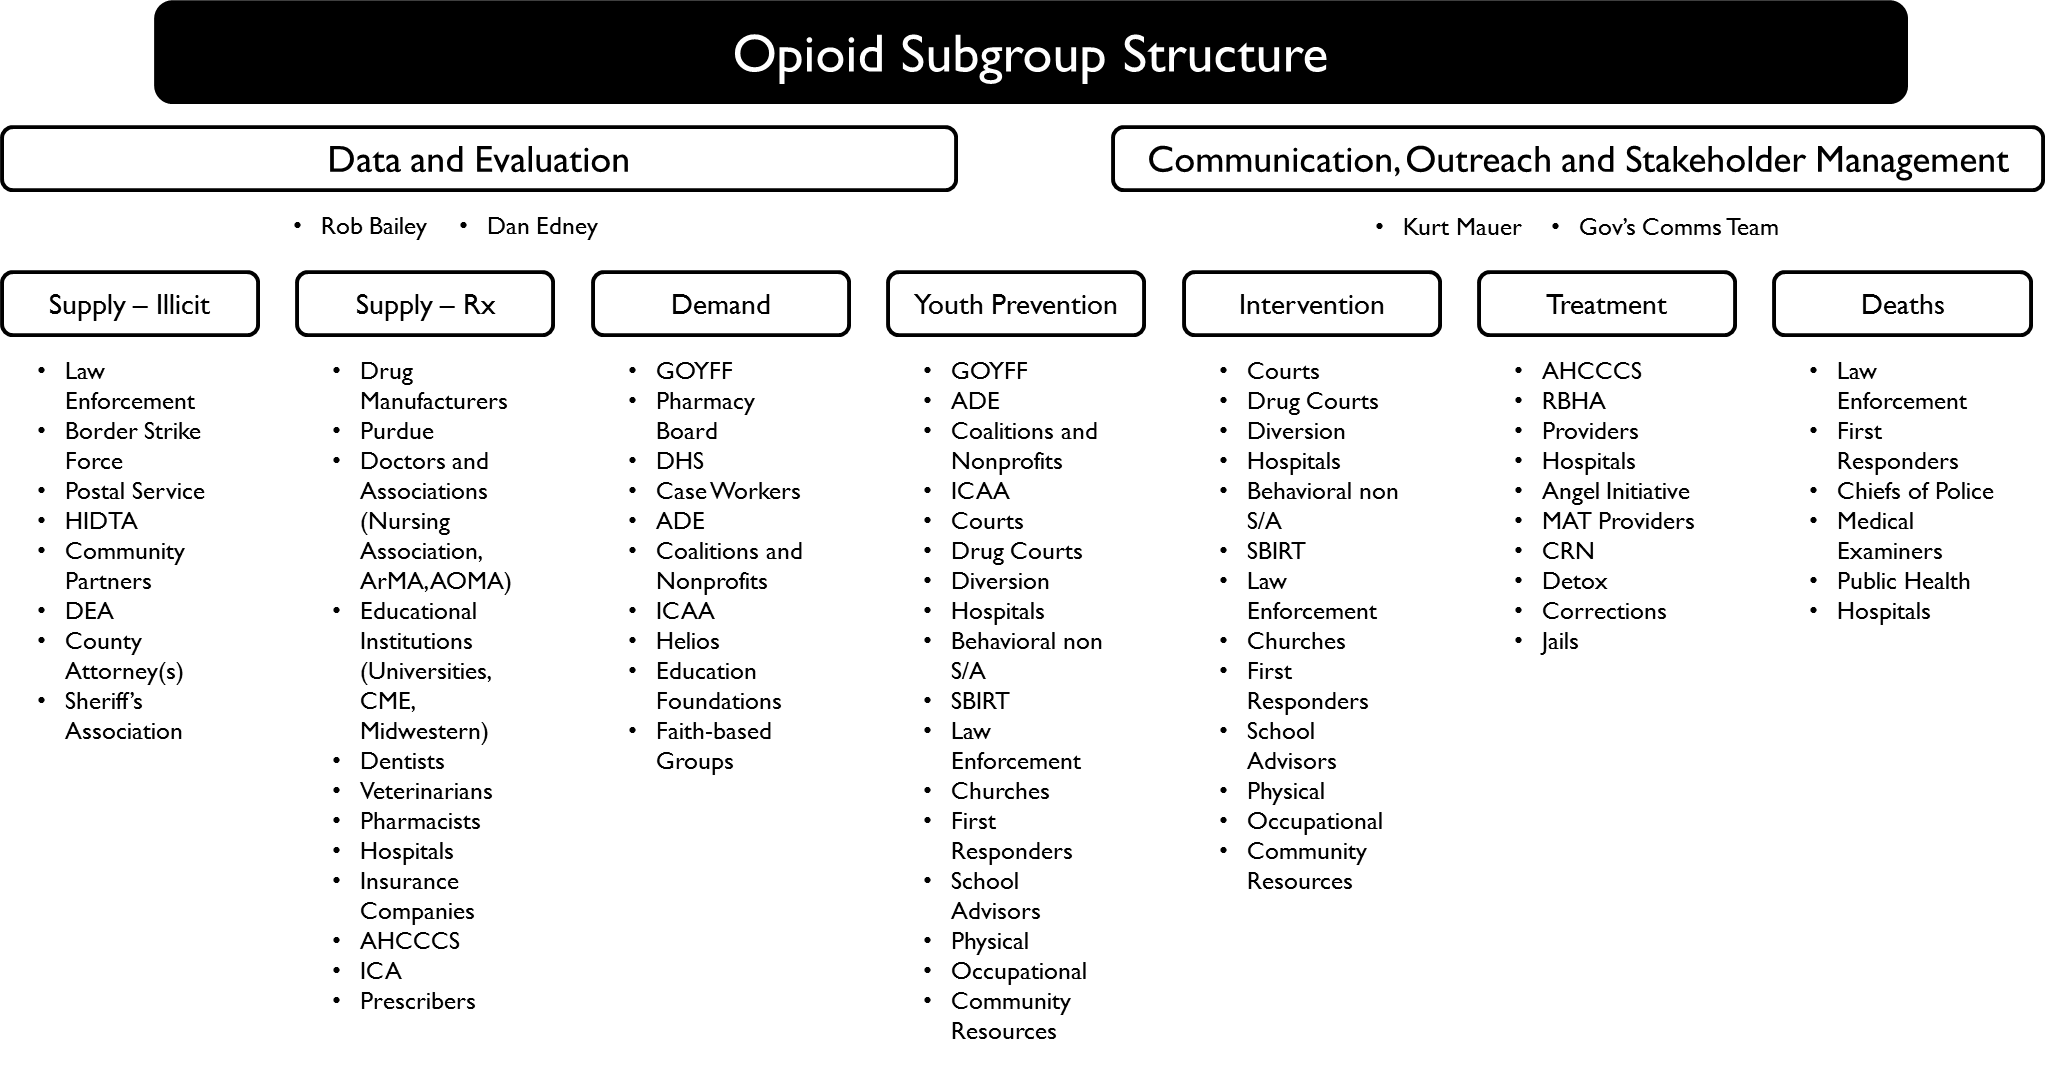 Opioid Subgroup Structure
Data and Evaluation
Communication, Outreach and Stakeholder Management
• Rob Bailey • Dan Edney
• Kurt Mauer • Gov's Comms Team
Supply – Illicit
• Law
Enforcement
• Border Strike
Force
• Postal Service
• HIDTA
• Community
Partners
• DEA
• County
Attorney(s)
• Sheriff's
Association
Supply – Rx
• Drug
Manufacturers
• Purdue
• Doctors and
Associations
(Nursing
Association,
ArMA, AOMA)
• Educational
Institutions
(Universities,
CME,
Midwestern)
• Dentists
• Veterinarians
• Pharmacists
• Hospitals
• Insurance
Companies
• AHCCCS
• ICA
• Prescribers
Demand
• GOYFF
• Pharmacy
Board
• DHS
• Case Workers
• ADE
• Coalitions and
Nonprofits
• ICAA
• Helios
• Education
Foundations
• Faith-based
Groups
Youth Prevention
• GOYFF
• ADE
• Coalitions and
Nonprofits
• ICAA
• Courts
• Drug Courts
• Diversion
• Hospitals
• Behavioral non
S/A
• SBIRT
• Law
Enforcement
• Churches
• First
Responders
• School
Advisors
• Physical
• Occupational
• Community
Resources
Intervention
• Courts
• Drug Courts
• Diversion
• Hospitals
• Behavioral non
S/A
• SBIRT
• Law
Enforcement
• Churches
• First
Responders
• School
Advisors
• Physical
• Occupational
• Community
Resources
Treatment
• AHCCCS
• RBHA
• Providers
• Hospitals
• Angel Initiative
• MAT Providers
• CRN
• Detox
• Corrections
• Jails
Deaths
• Law
Enforcement
• First
Responders
• Chiefs of Police
• Medical
Examiners
• Public Health
• Hospitals